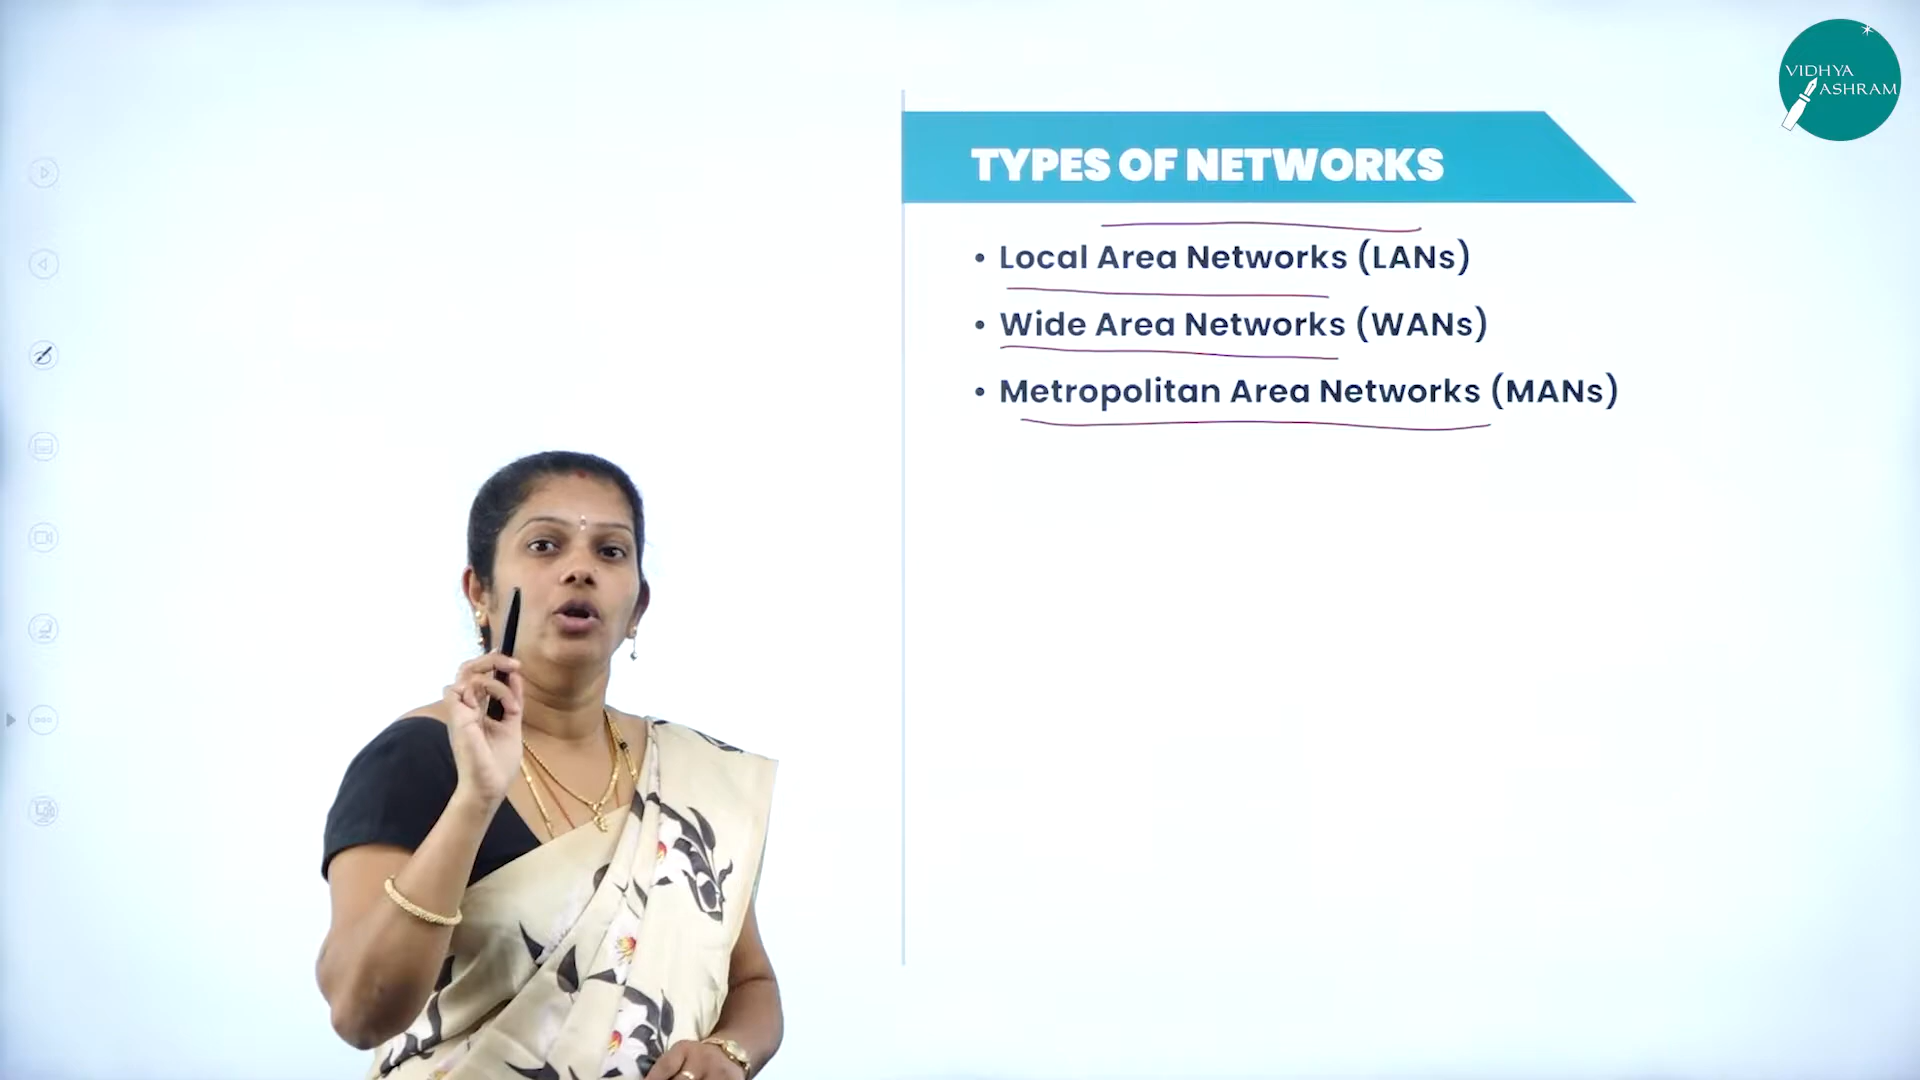 VIDHYA
ASHRAM
TYPES OF NETWORKS
• Local Area Networks (LANs)
• Wide Area Networks (WANs)
• Metropolitan Area Networks (MANs)